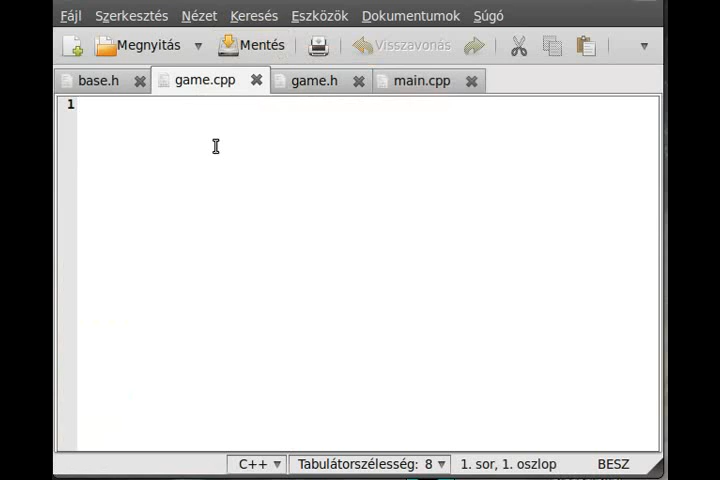 Fájl Szerkesztés Nézet Keresés Eszközök Dokumentumok Súgó
Megnyitás Mentés Visszavonás
base.h game.cpp game.h main.cpp
1
C++ Tabulátorszélesség: 8 1. sor, 1. oszlop BESZ